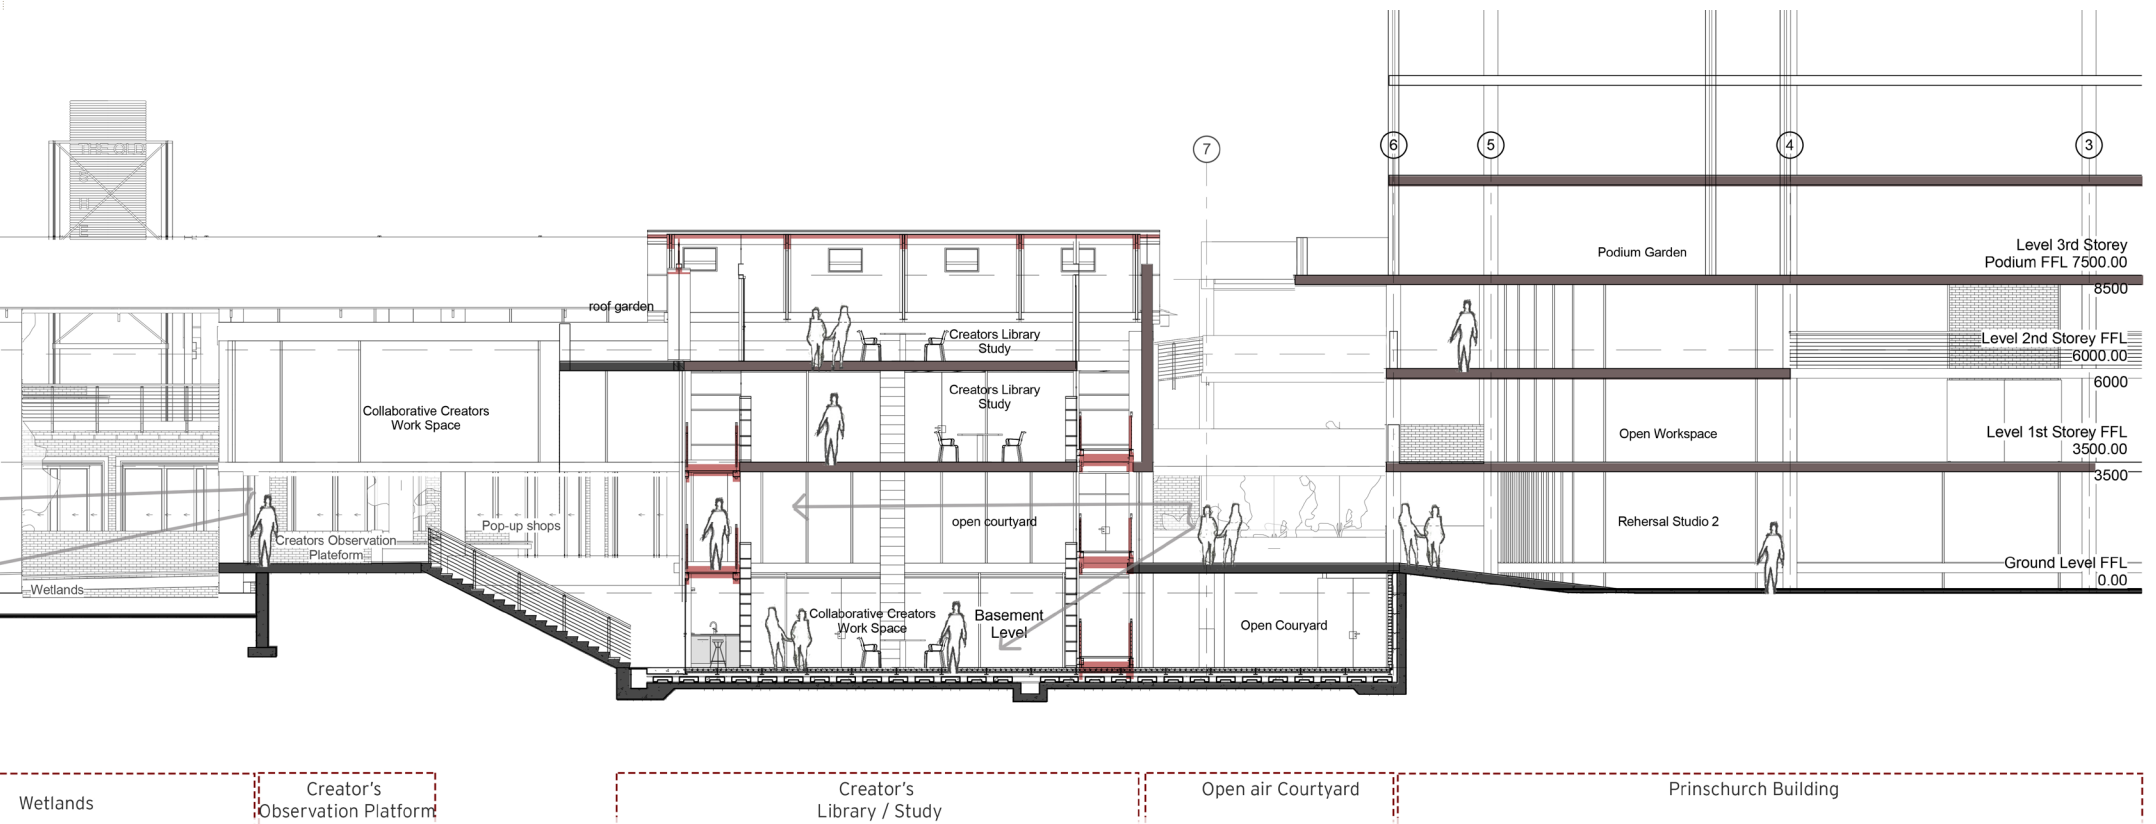 THE OLD
S
H
E
7
6
5
4
3
Podium Garden
Level 3rd Storey
Podium FFL 7500.00
8500
roof garden
Creators Library
Study
Level 2nd Storey FFL
6000.00
6000
Creators Library
Study
Collaborative Creators
Work Space
Open Workspace
Level 1st Storey FFL
3500.00
3500
Pop-up shops
open courtyard
Rehersal Studio 2
Creators Observation
Plateform
Ground Level FFL
0.00
Wetlands
Collaborative Creators
Work Space
Basement
Level
Open Couryard
Wetlands
Creator's
Observation Platform
Creator's
Library / Study
Open air Courtyard
Prinschurch Building